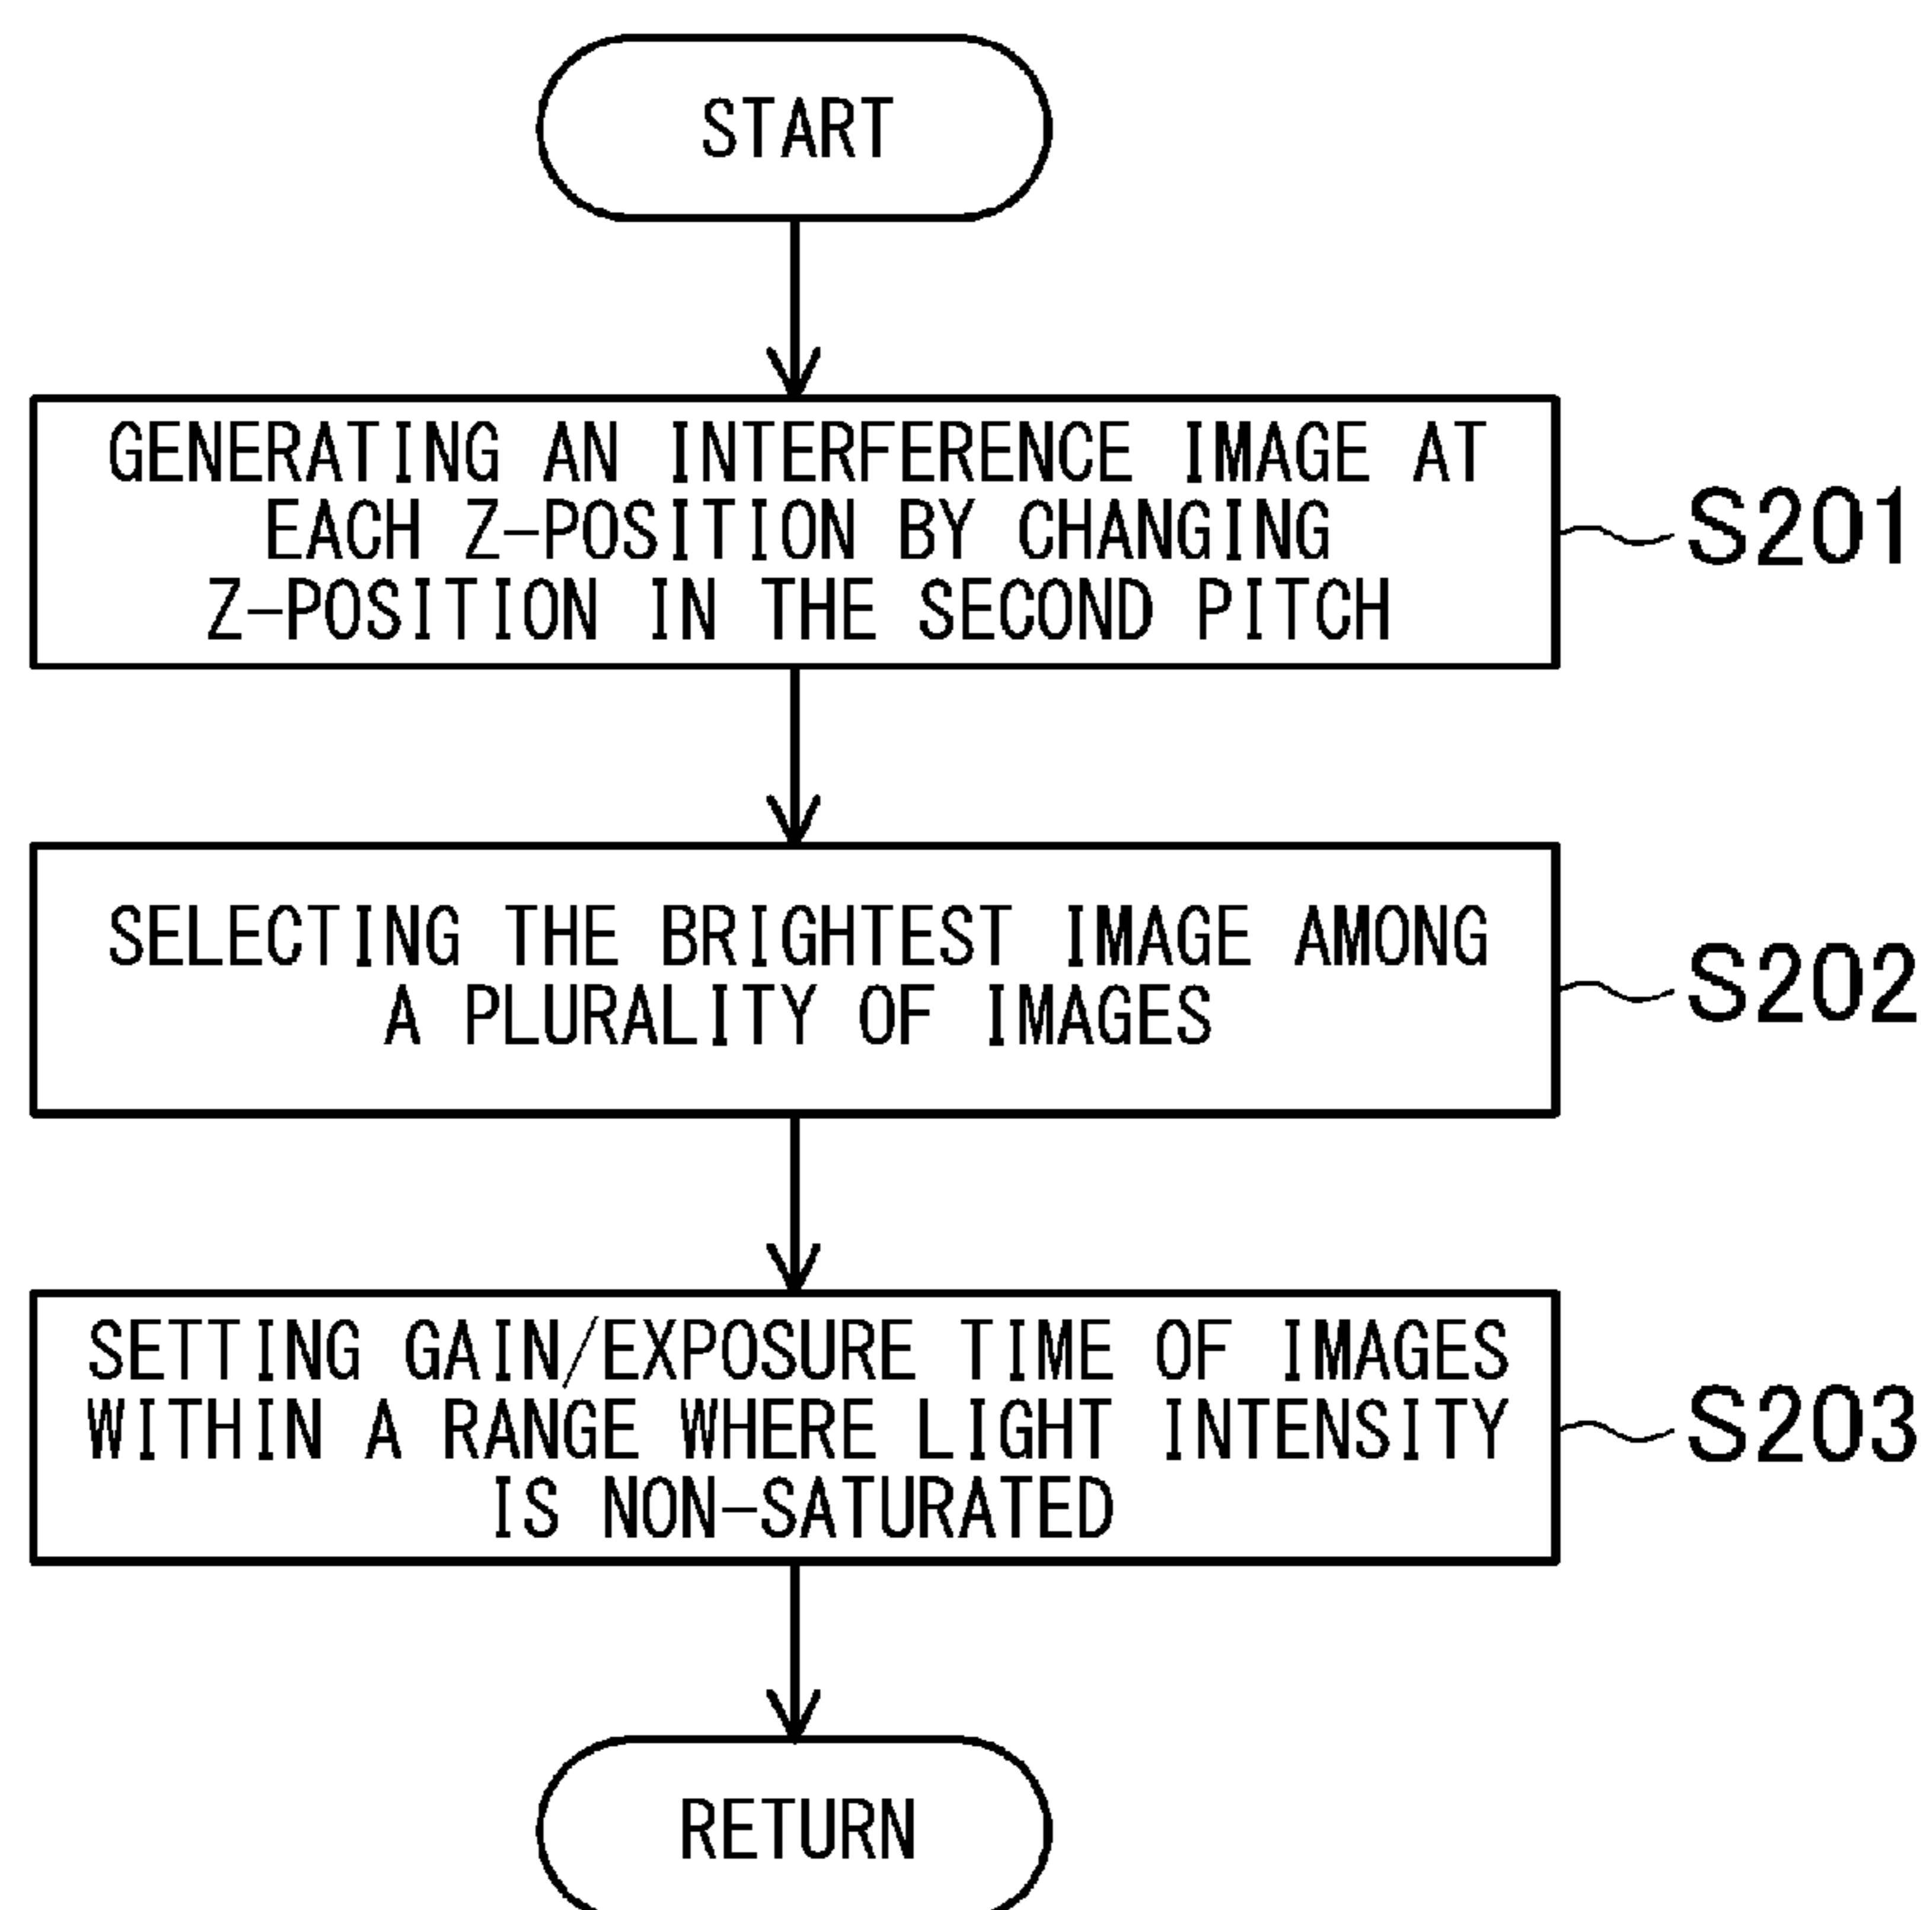 START
GENERATING AN INTERFERENCE IMAGE AT
EACH Z-POSITION BY CHANGING
Z-POSITION IN THE SECOND PITCH
S201
SELECTING THE BRIGHTEST IMAGE AMONG
A PLURALITY OF IMAGES
S202
SETTING GAIN/EXPOSURE TIME OF IMAGES
WITHIN A RANGE WHERE LIGHT INTENSITY
IS NON-SATURATED
S203
RETURN